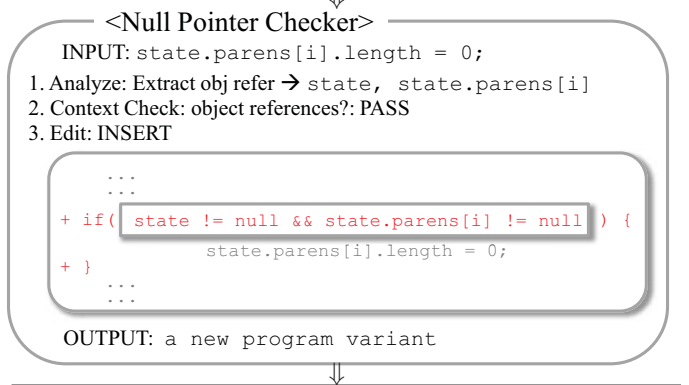 <Null Pointer Checker>
INPUT: state.parens[i].length = 0;
1. Analyze: Extract obj refer → state, state.parens[i]
2. Context Check: object references?: PASS
3. Edit: INSERT
...
...
+ if( state != null && state.parens[i] != null ) {
state.parens[i].length = 0;
+ }
...
...
OUTPUT: a new program variant